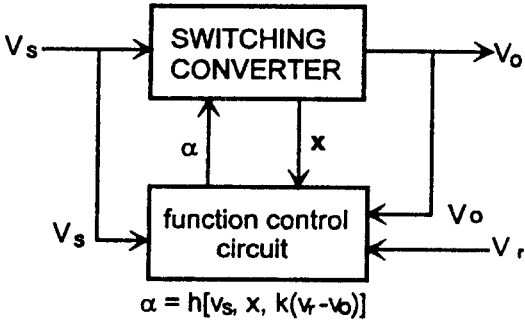 Vs
SWITCHING
CONVERTER
Vo
α
x
Vs
function control
circuit
Vo
Vr
α = h[vs, x, k(vr-vo)]